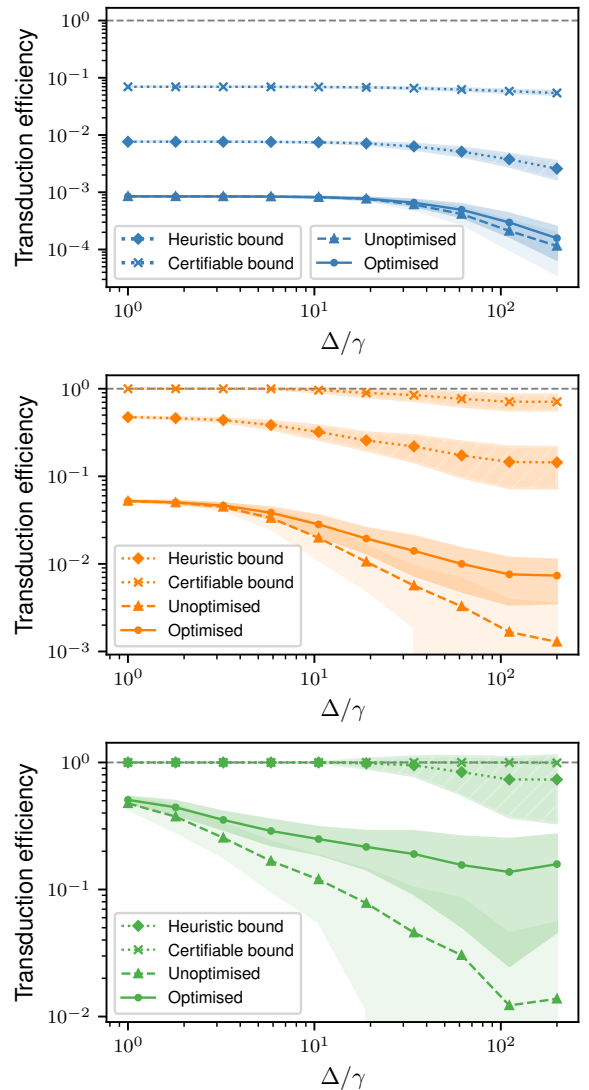 Transduction efficiency
10⁰
10⁻¹
10⁻²
10⁻³
10⁻⁴
Heuristic bound
Certifiable bound
Unoptimised
Optimised
10⁰
10¹
10²
Δ/γ
Transduction efficiency
10⁰
10⁻¹
10⁻²
10⁻³
Heuristic bound
Certifiable bound
Unoptimised
Optimised
10⁰
10¹
10²
Δ/γ
Transduction efficiency
10⁰
10⁻¹
10⁻²
Heuristic bound
Certifiable bound
Unoptimised
Optimised
10⁰
10¹
10²
Δ/γ